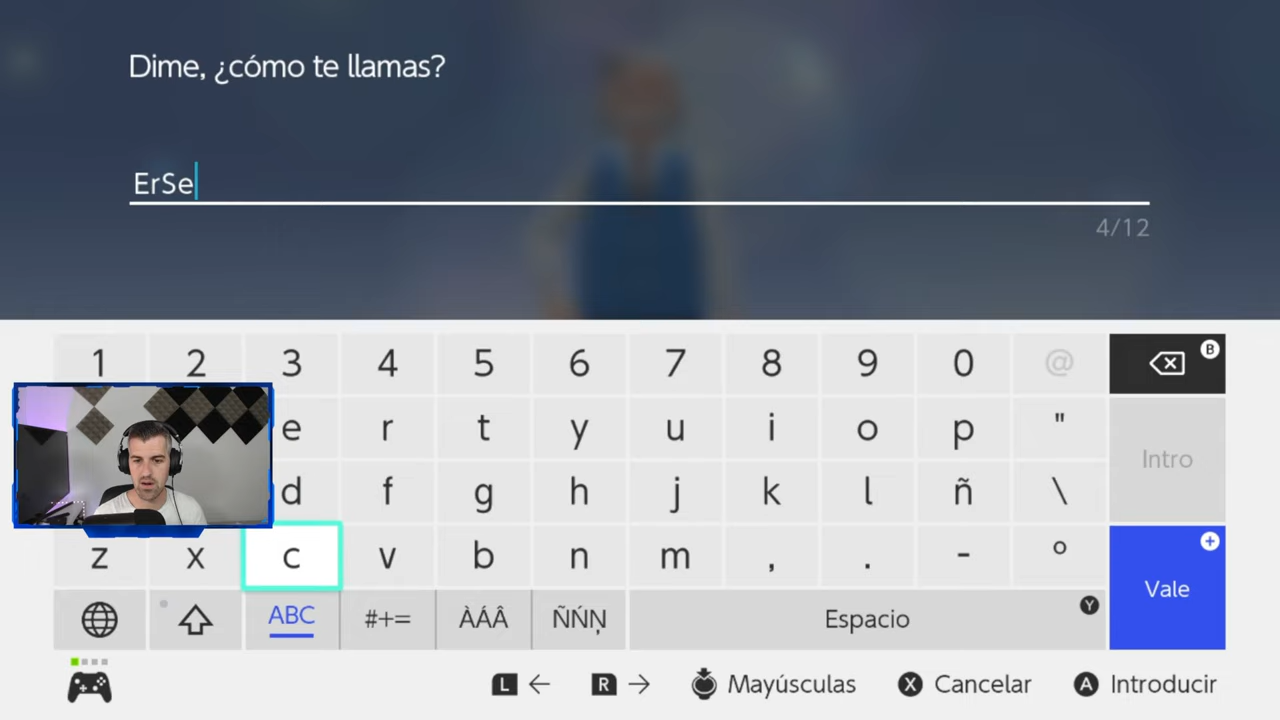 Dime, ¿cómo te llamas?
ErSe
4/12
1 2 3 4 5 6 7 8 9 0 @ B
e r t y u i o p "
Intro
d f g h j k l ñ \
z x c v b n m , . - º +
Vale
ABC #+= ÀÁÂ ÑŃŅ Espacio Y
L ← R → Mayúsculas X Cancelar A Introducir